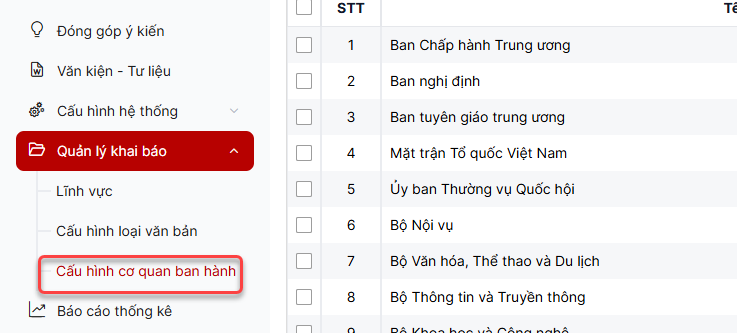 Đóng góp ý kiến
Văn kiện - Tư liệu
Cấu hình hệ thống
Quản lý khai báo
Lĩnh vực
Cấu hình loại văn bản
Cấu hình cơ quan ban hành
Báo cáo thống kê
STT
1 Ban Chấp hành Trung ương
2 Ban nghị định
3 Ban tuyên giáo trung ương
4 Mặt trận Tổ quốc Việt Nam
5 Ủy ban Thường vụ Quốc hội
6 Bộ Nội vụ
7 Bộ Văn hóa, Thể thao và Du lịch
8 Bộ Thông tin và Truyền thông
9 Bộ Khoa học và Công nghệ